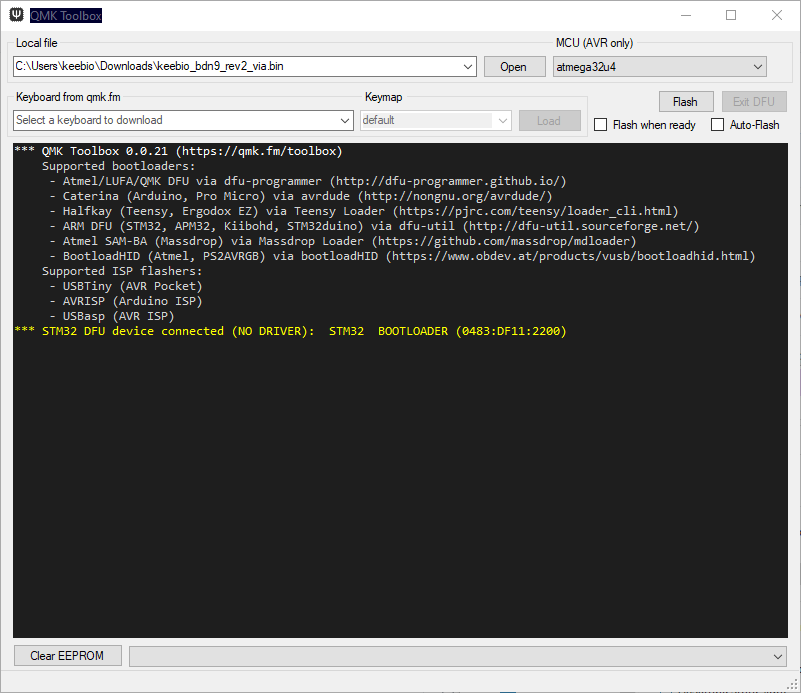 QMK Toolbox
Local file
MCU (AVR only)
C:\Users\keebio\Downloads\keebio_bdn9_rev2_via.bin
Open
atmega32u4
Keyboard from qmk.fm
Keymap
Flash
Exit DFU
Select a keyboard to download
default
Load
Flash when ready
Auto-Flash
*** QMK Toolbox 0.0.21 (https://qmk.fm/toolbox)
Supported bootloaders:
- Atmel/LUFA/QMK DFU via dfu-programmer (http://dfu-programmer.github.io/)
- Caterina (Arduino, Pro Micro) via avrdude (http://nongnu.org/avrdude/)
- Halfkay (Teensy, Ergodox EZ) via Teensy Loader (https://pjrc.com/teensy/loader_cli.html)
- ARM DFU (STM32, APM32, Kiibohd, STM32duino) via dfu-util (http://dfu-util.sourceforge.net/)
- Atmel SAM-BA (Massdrop) via Massdrop Loader (https://github.com/massdrop/mdloader)
- BootloadHID (Atmel, PS2AVRGB) via bootloadHID (https://www.obdev.at/products/vusb/bootloadhid.html)
Supported ISP flashers:
- USBTiny (AVR Pocket)
- AVRISP (Arduino ISP)
- USBasp (AVR ISP)
*** STM32 DFU device connected (NO DRIVER):  STM32  BOOTLOADER (0483:DF11:2200)
Clear EEPROM